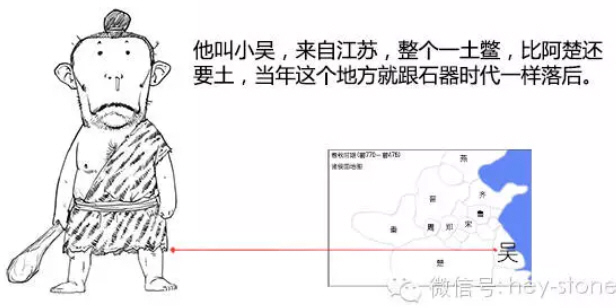 他叫小吴，来自江苏，整个一土鳖，比阿楚还
要土，当年这个地方就跟石器时代一样落后。
春秋时期(前770－前476)
诸侯国地图
燕
晋
齐
鲁
秦
周
郑
宋
吴
楚
微信号:hey-stone